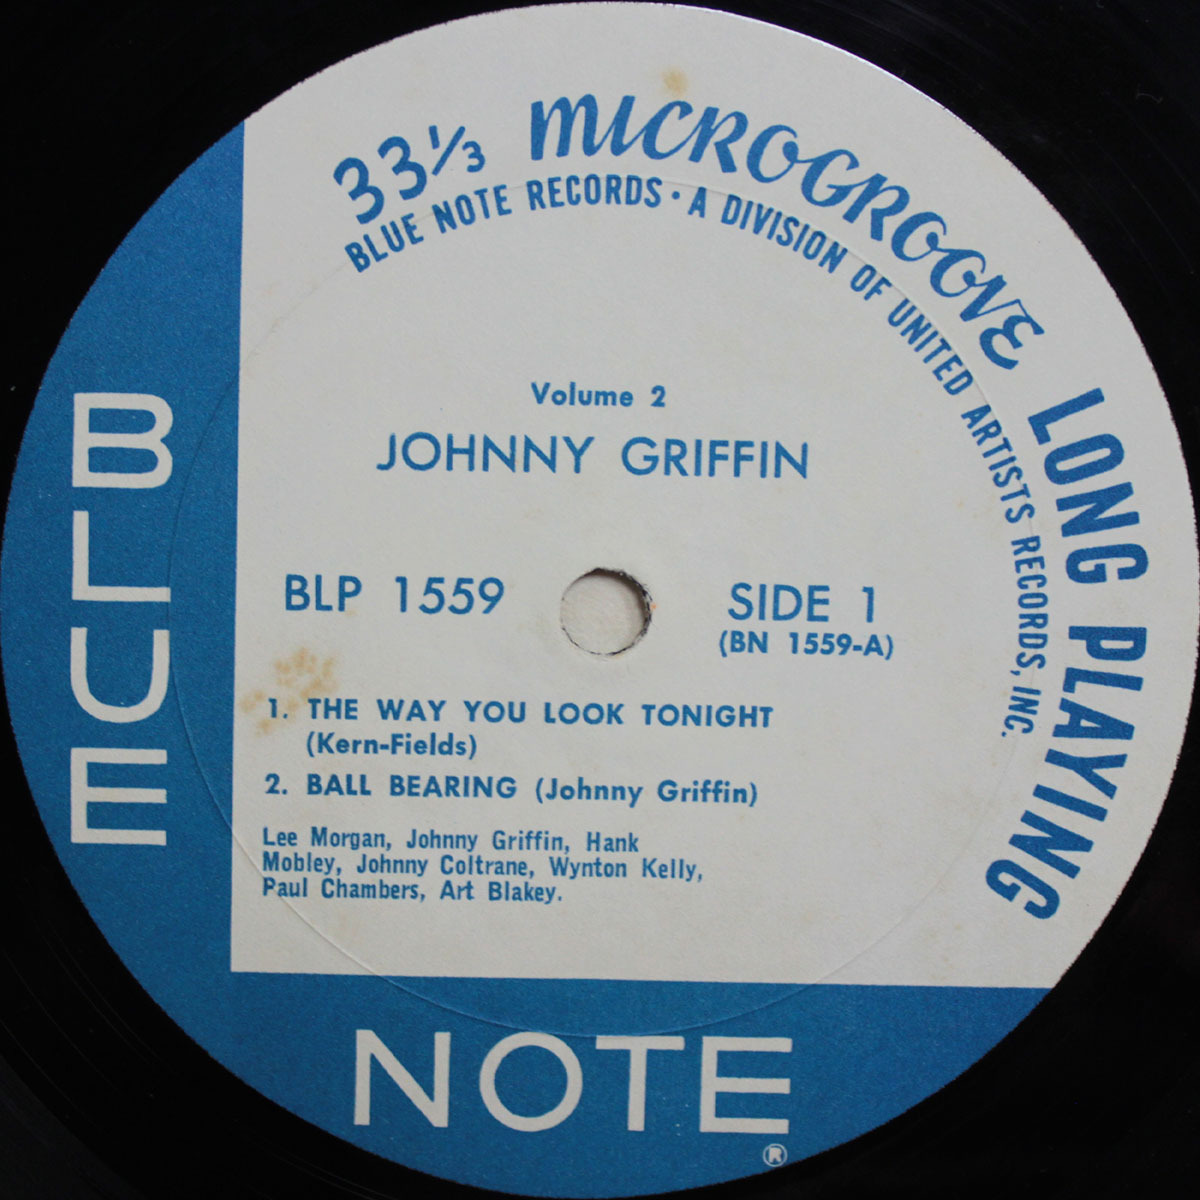 33⅓ MICROGROOVE LONG PLAYING
BLUE NOTE RECORDS · A DIVISION OF UNITED ARTISTS RECORDS, INC.
Volume 2
JOHNNY GRIFFIN
BLP 1559
SIDE 1
(BN 1559-A)
1. THE WAY YOU LOOK TONIGHT
(Kern-Fields)
2. BALL BEARING (Johnny Griffin)
Lee Morgan, Johnny Griffin, Hank
Mobley, Johnny Coltrane, Wynton Kelly,
Paul Chambers, Art Blakey.
BLUE
NOTE
®